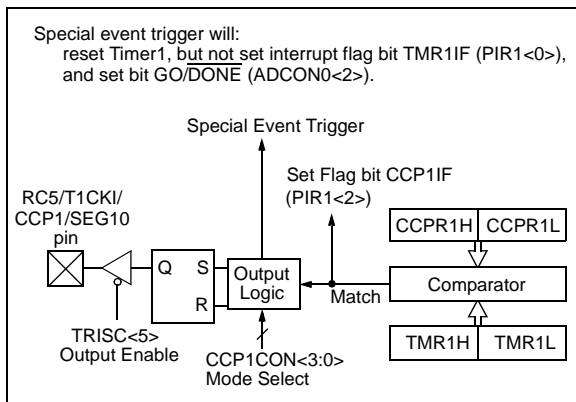 Special event trigger will:
reset Timer1, but not set interrupt flag bit TMR1IF (PIR1<0>),
and set bit GO/DONE (ADCON0<2>).
Special Event Trigger
Set Flag bit CCP1IF
(PIR1<2>)
RC5/T1CKI/
CCP1/SEG10
pin
CCPR1H CCPR1L
Q S
R
Output
Logic
Match
Comparator
TRISC<5>
Output Enable
CCP1CON<3:0>
Mode Select
TMR1H TMR1L